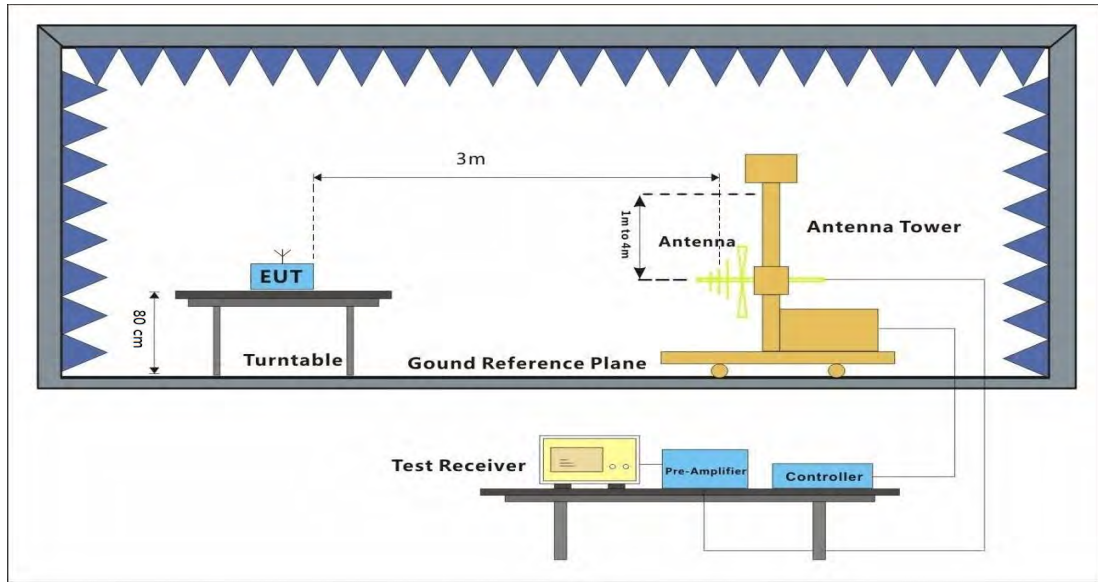 3m
1m to 4m
Antenna
Antenna Tower
EUT
80 cm
Turntable
Gound Reference Plane
Test Receiver
Pre-Amplifier
Controller